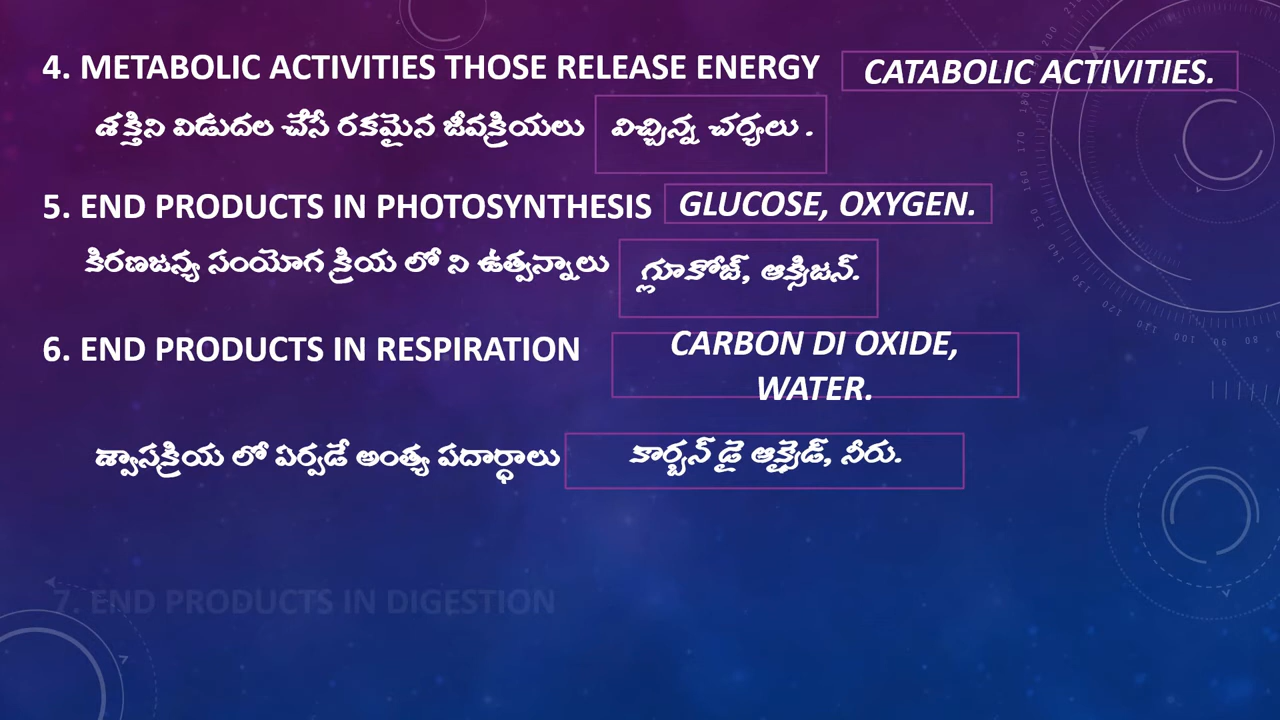 4. METABOLIC ACTIVITIES THOSE RELEASE ENERGY CATABOLIC ACTIVITIES.
శక్తిని విడుదల చేసే రకమైన జీవక్రియలు విచ్చిన్న చర్యలు .
5. END PRODUCTS IN PHOTOSYNTHESIS GLUCOSE, OXYGEN.
కిరణజన్య సంయోగ క్రియ లో ని ఉత్పన్నాలు గ్లూకోజ్, ఆక్సిజన్.
6. END PRODUCTS IN RESPIRATION CARBON DI OXIDE,
WATER.
శ్వాసక్రియ లో ఏర్పడే అంత్య పదార్ధాలు కార్బన్ డై ఆక్సైడ్, నీరు.
7. END PRODUCTS IN DIGESTION